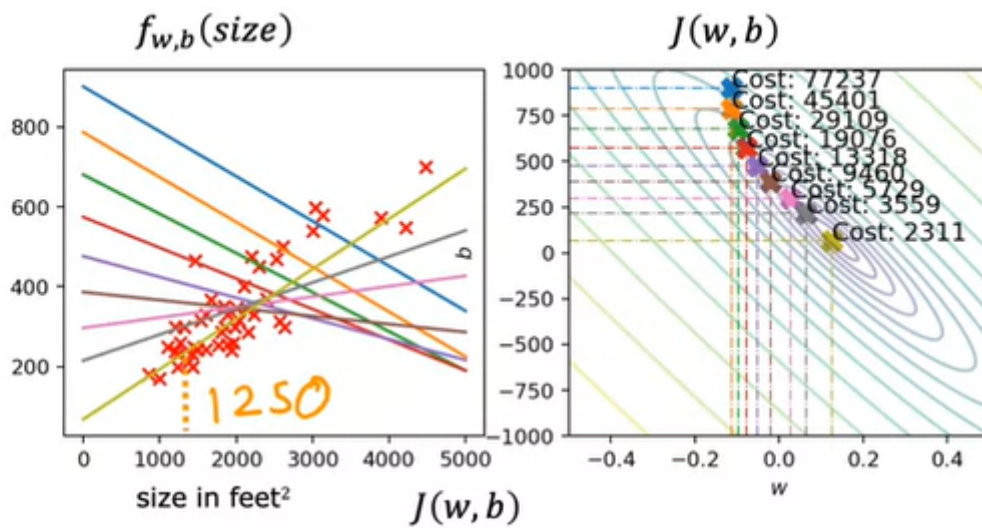 f_{w,b}(size)
J(w, b)
800
600
400
200
0
1000
2000
3000
4000
5000
size in feet²
1250
b
1000
750
500
250
0
−250
−500
−750
−1000
Cost: 77237
Cost: 45401
Cost: 29109
Cost: 19076
Cost: 13318
Cost: 9460
Cost: 5729
Cost: 3559
Cost: 2311
−0.4
−0.2
0.0
0.2
0.4
w
J(w, b)